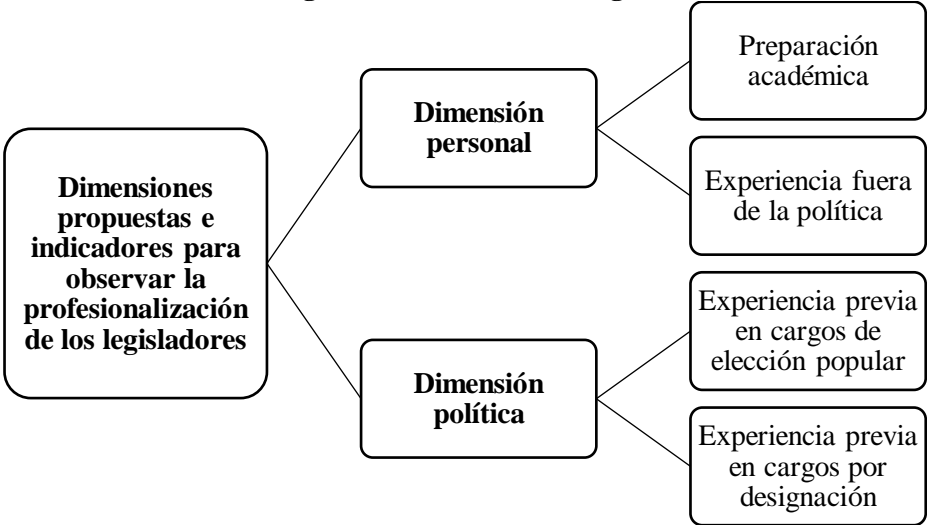 Dimensiones
propuestas e
indicadores para
observar la
profesionalización
de los legisladores
Dimensión
personal
Preparación
académica
Experiencia fuera
de la política
Dimensión
política
Experiencia previa
en cargos de
elección popular
Experiencia previa
en cargos por
designación